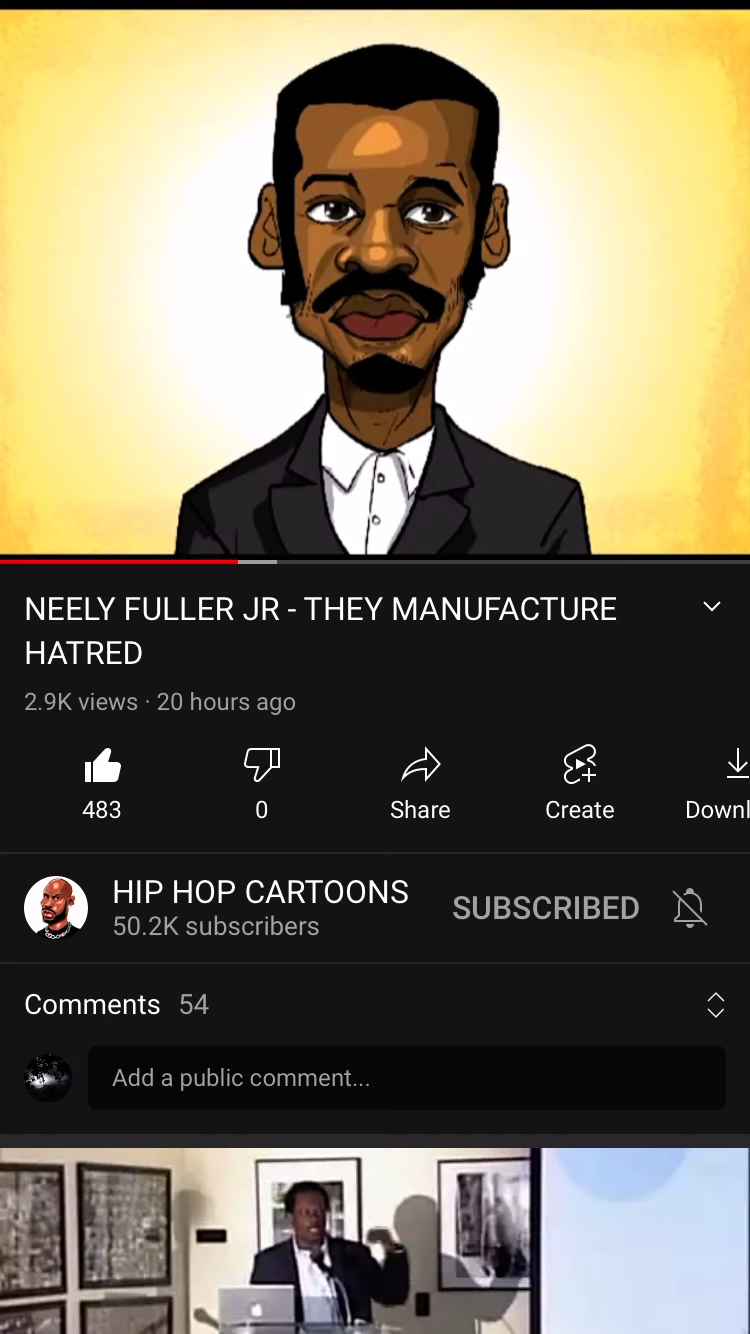 NEELY FULLER JR - THEY MANUFACTURE
HATRED
2.9K views · 20 hours ago
483
0
Share
Create
Downl
HIP HOP CARTOONS
50.2K subscribers
SUBSCRIBED
Comments 54
Add a public comment...